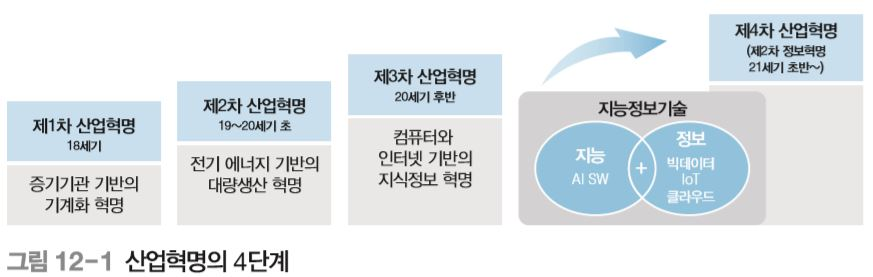 제1차 산업혁명
18세기
증기기관 기반의
기계화 혁명
제2차 산업혁명
19~20세기 초
전기 에너지 기반의
대량생산 혁명
제3차 산업혁명
20세기 후반
컴퓨터와
인터넷 기반의
지식정보 혁명
지능정보기술
지능
AI SW
+
정보
빅데이터
IoT
클라우드
제4차 산업혁명
(제2차 정보혁명
21세기 초반~)
그림 12-1 산업혁명의 4단계